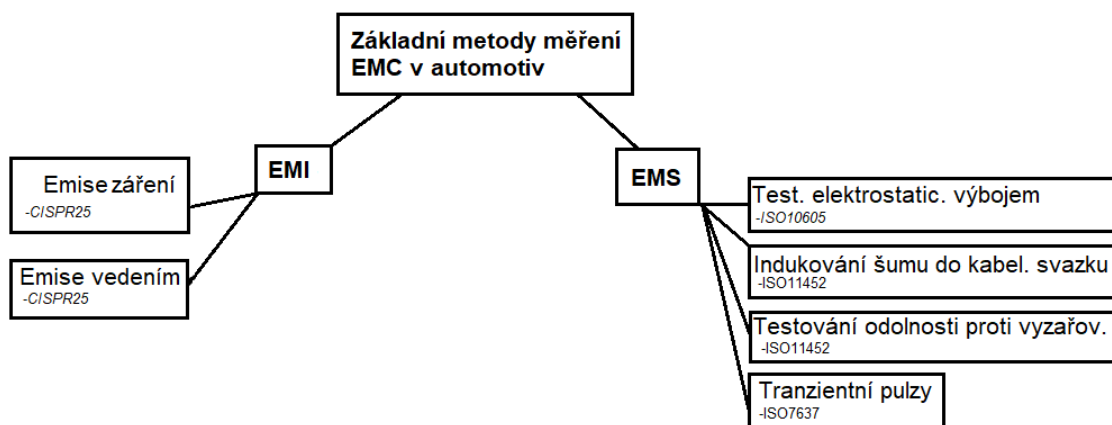 Základní metody měření
EMC v automotiv
EMI
EMS
Emise záření
-CISPR25
Emise vedením
-CISPR25
Test. elektrostatic. výbojem
-ISO10605
Indukování šumu do kabel. svazku
-ISO11452
Testování odolnosti proti vyzařov.
-ISO11452
Tranzientní pulzy
-ISO7637